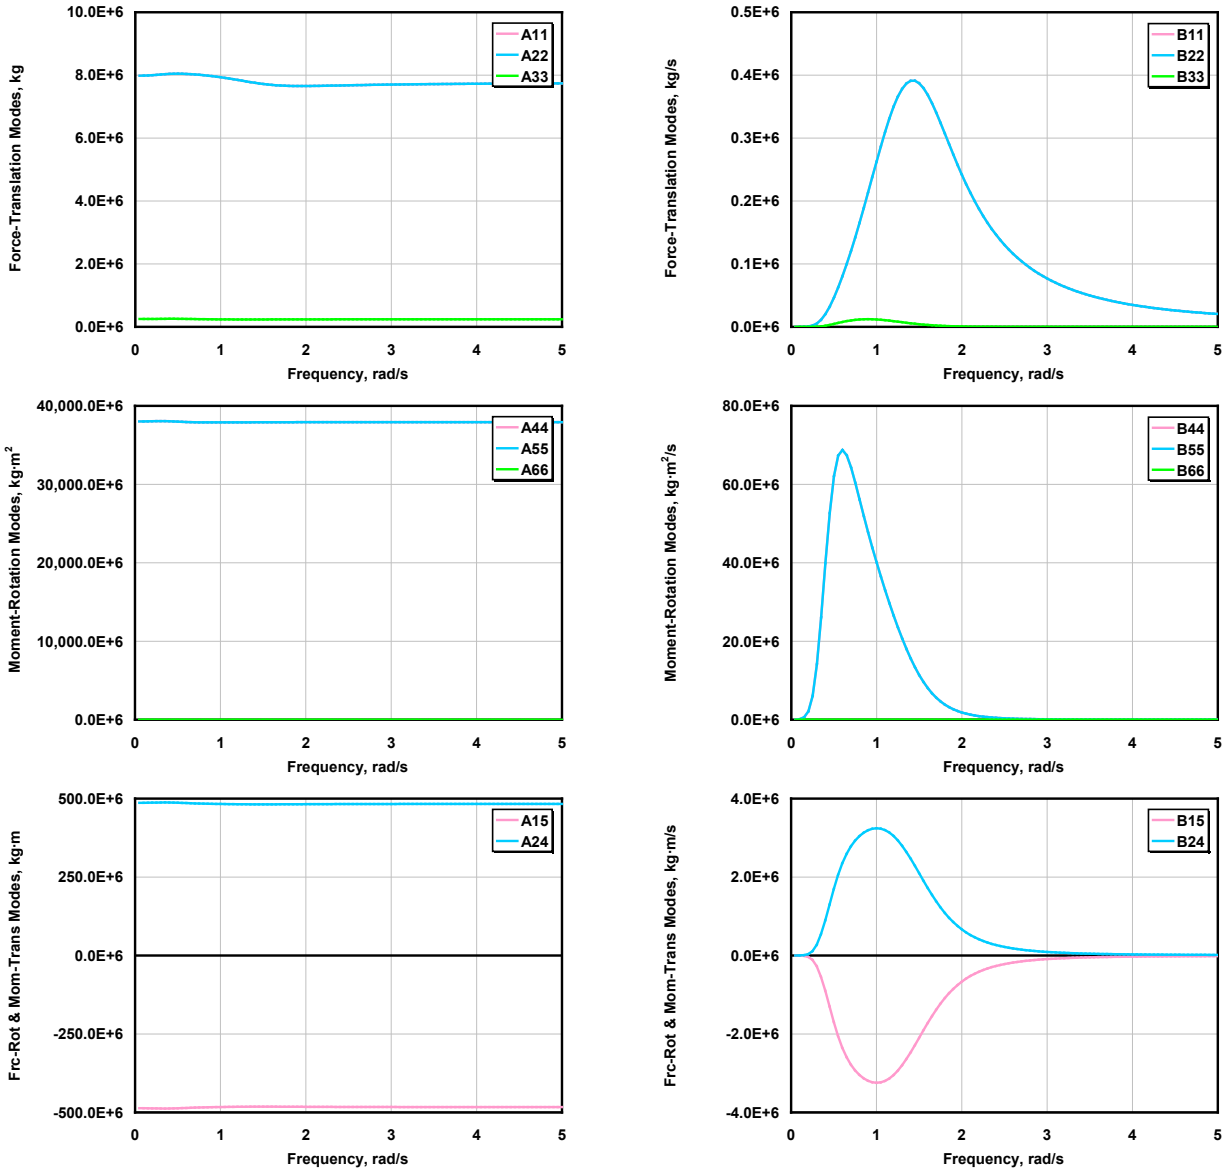 Force-Translation Modes, kg
10.0E+6
8.0E+6
6.0E+6
4.0E+6
2.0E+6
0.0E+6
A11
A22
A33
0 1 2 3 4 5
Frequency, rad/s
Force-Translation Modes, kg/s
0.5E+6
0.4E+6
0.3E+6
0.2E+6
0.1E+6
0.0E+6
B11
B22
B33
0 1 2 3 4 5
Frequency, rad/s
Moment-Rotation Modes, kg·m²
40,000.0E+6
30,000.0E+6
20,000.0E+6
10,000.0E+6
0.0E+6
A44
A55
A66
0 1 2 3 4 5
Frequency, rad/s
Moment-Rotation Modes, kg·m²/s
80.0E+6
60.0E+6
40.0E+6
20.0E+6
0.0E+6
B44
B55
B66
0 1 2 3 4 5
Frequency, rad/s
Frc-Rot & Mom-Trans Modes, kg·m
500.0E+6
250.0E+6
0.0E+6
-250.0E+6
-500.0E+6
A15
A24
0 1 2 3 4 5
Frequency, rad/s
Frc-Rot & Mom-Trans Modes, kg·m/s
4.0E+6
2.0E+6
0.0E+6
-2.0E+6
-4.0E+6
B15
B24
0 1 2 3 4 5
Frequency, rad/s